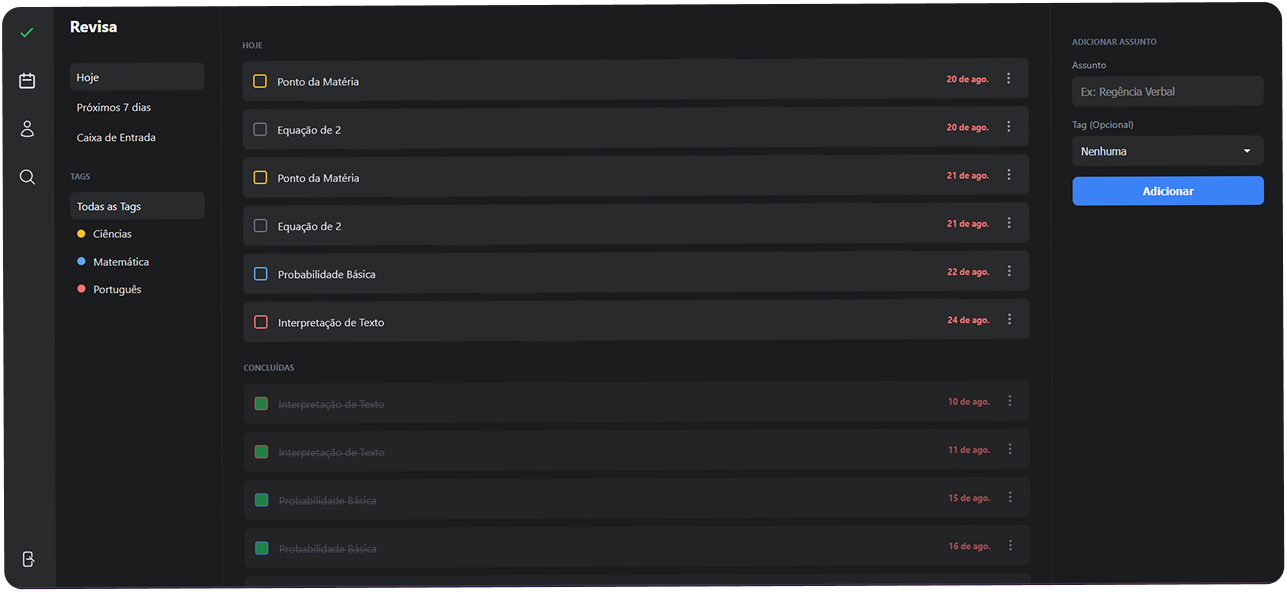 Revisa
Hoje
Próximos 7 dias
Caixa de Entrada
TAGS
Todas as Tags
Ciências
Matemática
Português
HOJE
Ponto da Matéria 20 de ago.
Equação de 2 20 de ago.
Ponto da Matéria 21 de ago.
Equação de 2 21 de ago.
Probabilidade Básica 22 de ago.
Interpretação de Texto 24 de ago.
CONCLUÍDAS
Interpretação de Texto 10 de ago.
Interpretação de Texto 11 de ago.
Probabilidade Básica 15 de ago.
Probabilidade Básica 16 de ago.
ADICIONAR ASSUNTO
Assunto
Ex: Regência Verbal
Tag (Opcional)
Nenhuma
Adicionar